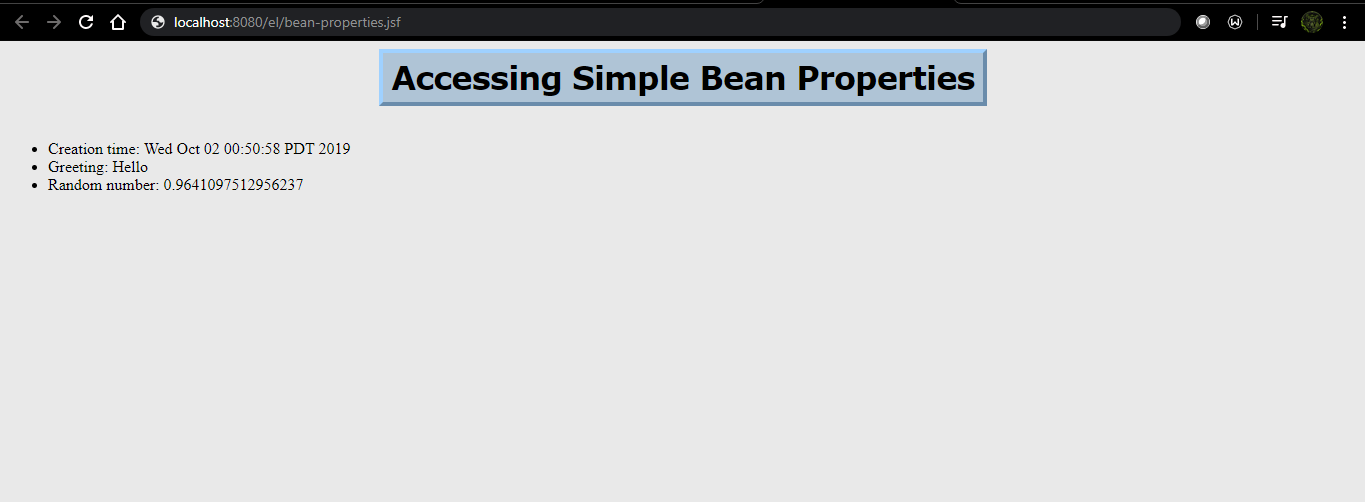 localhost:8080/el/bean-properties.jsf
Accessing Simple Bean Properties
Creation time: Wed Oct 02 00:50:58 PDT 2019
Greeting: Hello
Random number: 0.9641097512956237